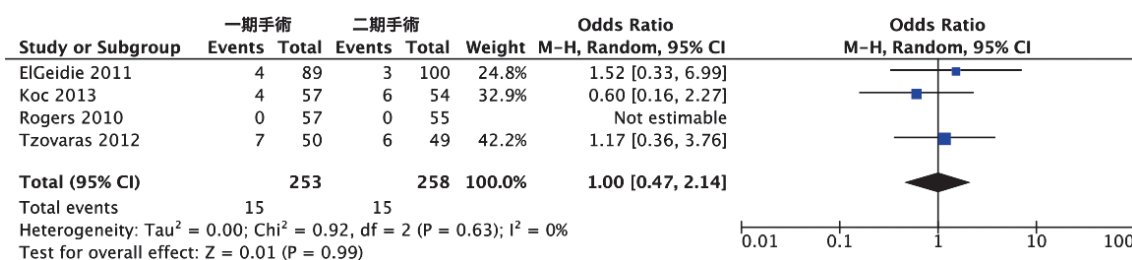 一期手術 二期手術 Odds Ratio Odds Ratio
Study or Subgroup Events Total Events Total Weight M-H, Random, 95% CI M-H, Random, 95% CI
ElGeidie 2011 4 89 3 100 24.8% 1.52 [0.33, 6.99]
Koc 2013 4 57 6 54 32.9% 0.60 [0.16, 2.27]
Rogers 2010 0 57 0 55 Not estimable
Tzovaras 2012 7 50 6 49 42.2% 1.17 [0.36, 3.76]
Total (95% CI) 253 258 100.0% 1.00 [0.47, 2.14]
Total events 15 15
Heterogeneity: Tau² = 0.00; Chi² = 0.92, df = 2 (P = 0.63); I² = 0%
Test for overall effect: Z = 0.01 (P = 0.99)
0.01 0.1 1 10 100